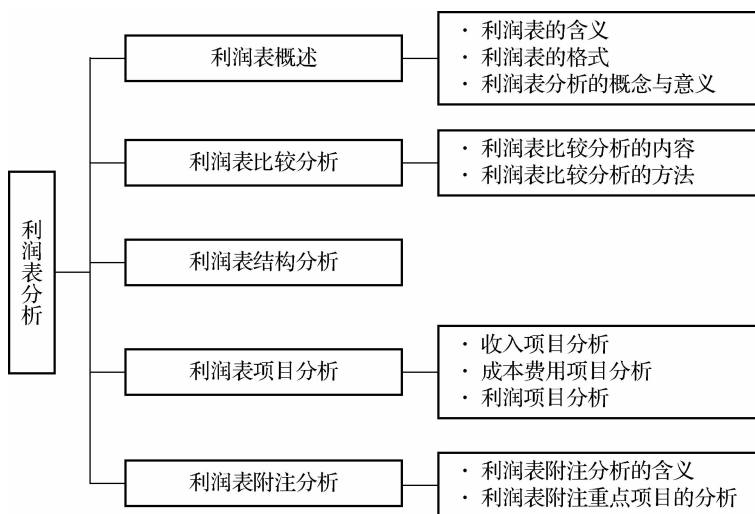 利润表分析
利润表概述
· 利润表的含义
· 利润表的格式
· 利润表分析的概念与意义
利润表比较分析
· 利润表比较分析的内容
· 利润表比较分析的方法
利润表结构分析
利润表项目分析
· 收入项目分析
· 成本费用项目分析
· 利润项目分析
利润表附注分析
· 利润表附注分析的含义
· 利润表附注重点项目的分析